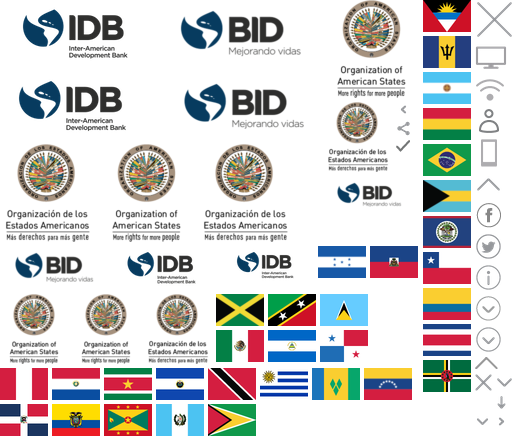 IDB
Inter-American
Development Bank
BID
Mejorando vidas
Organization of
American States
More rights for more people
IDB
Inter-American
Development Bank
BID
Mejorando vidas
Organización de los
Estados Americanos
Más derechos para más gente
BID
Mejorando vidas
Organización de los
Estados Americanos
Más derechos para más gente
Organization of
American States
More rights for more people
Organización de los
Estados Americanos
Más derechos para más gente
BID
Mejorando vidas
IDB
Inter-American
Development Bank
IDB
Inter-American
Development Bank
Organization of
American States
More rights for more people
Organization of
American States
More rights for more people
Organización de los
Estados Americanos
Más derechos para más gente